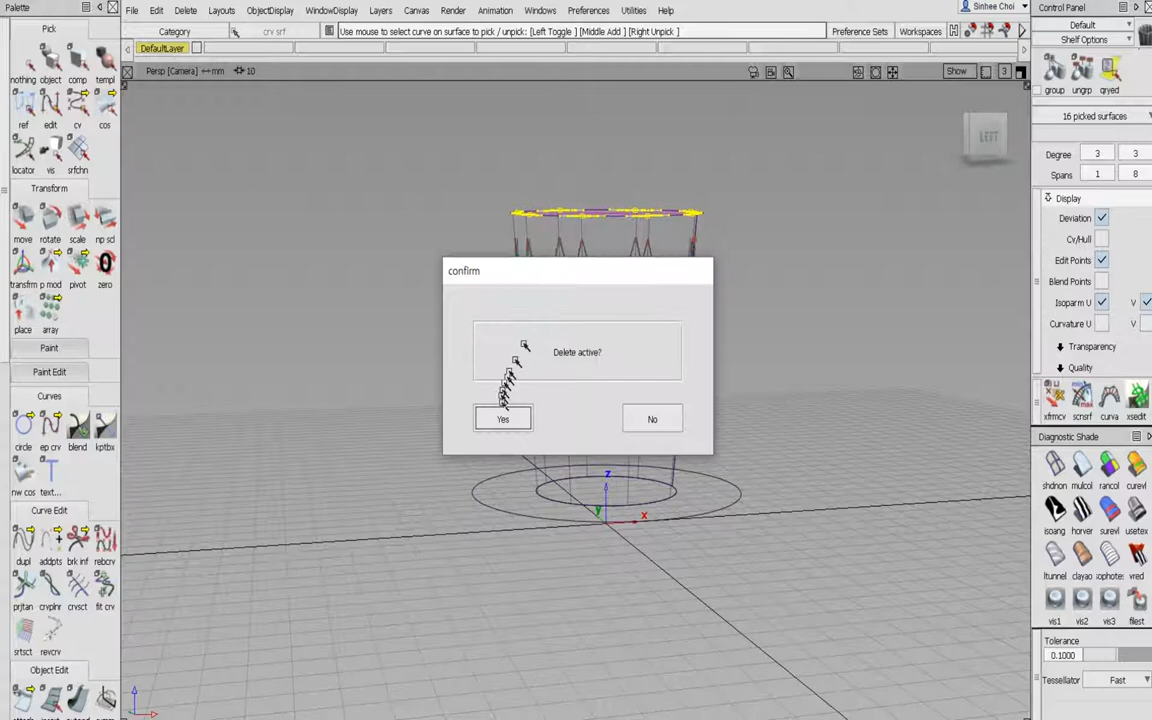 Palette
File
Edit
Delete
Layouts
ObjectDisplay
WindowDisplay
Layers
Canvas
Render
Animation
Windows
Preferences
Utilities
Help
Sinhee Choi
Control Panel
Category
crv srf
Use mouse to select curve on surface to pick / unpick: [Left Toggle ] [Middle Add ] [Right Unpick ]
Preference Sets
Workspaces
DefaultLayer
Persp [Camera] mm 10
Show
3
Pick
nothing object comp templ
ref edit cv cos
locator vis srfchn
Transform
move rotate scale np sd
transfrm p mod pivot zero
place array
Paint
Paint Edit
Curves
circle ep crv blend kptbx
nw cos text...
Curve Edit
dupl addpts brk inf rebcrv
prjtan crvplnr crvsct fit crv
srtsct revcrv
Object Edit
LEFT
confirm
Delete active?
Yes
No
z
y
x
Default
Shelf Options
group ungrp qryed
16 picked surfaces
Degree 3 3
Spans 1 8
Display
Deviation
Cv/Hull
Edit Points
Blend Points
Isoparm U V
Curvature U V
Transparency
Quality
xfrmcv scnsrf curva xsedit
Diagnostic Shade
shdnon mulcol rancol curevl
isoang horver surevl usetex
ltunnel clayao sophote vred
vis1 vis2 vis3 filest
Tolerance
0.1000
Tessellator Fast